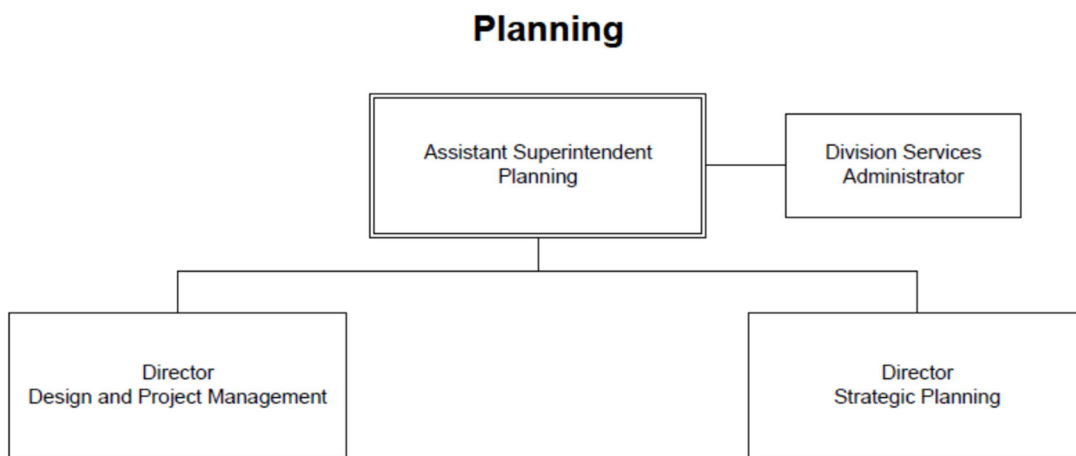 Planning
Assistant Superintendent
Planning
Division Services
Administrator
Director
Design and Project Management
Director
Strategic Planning